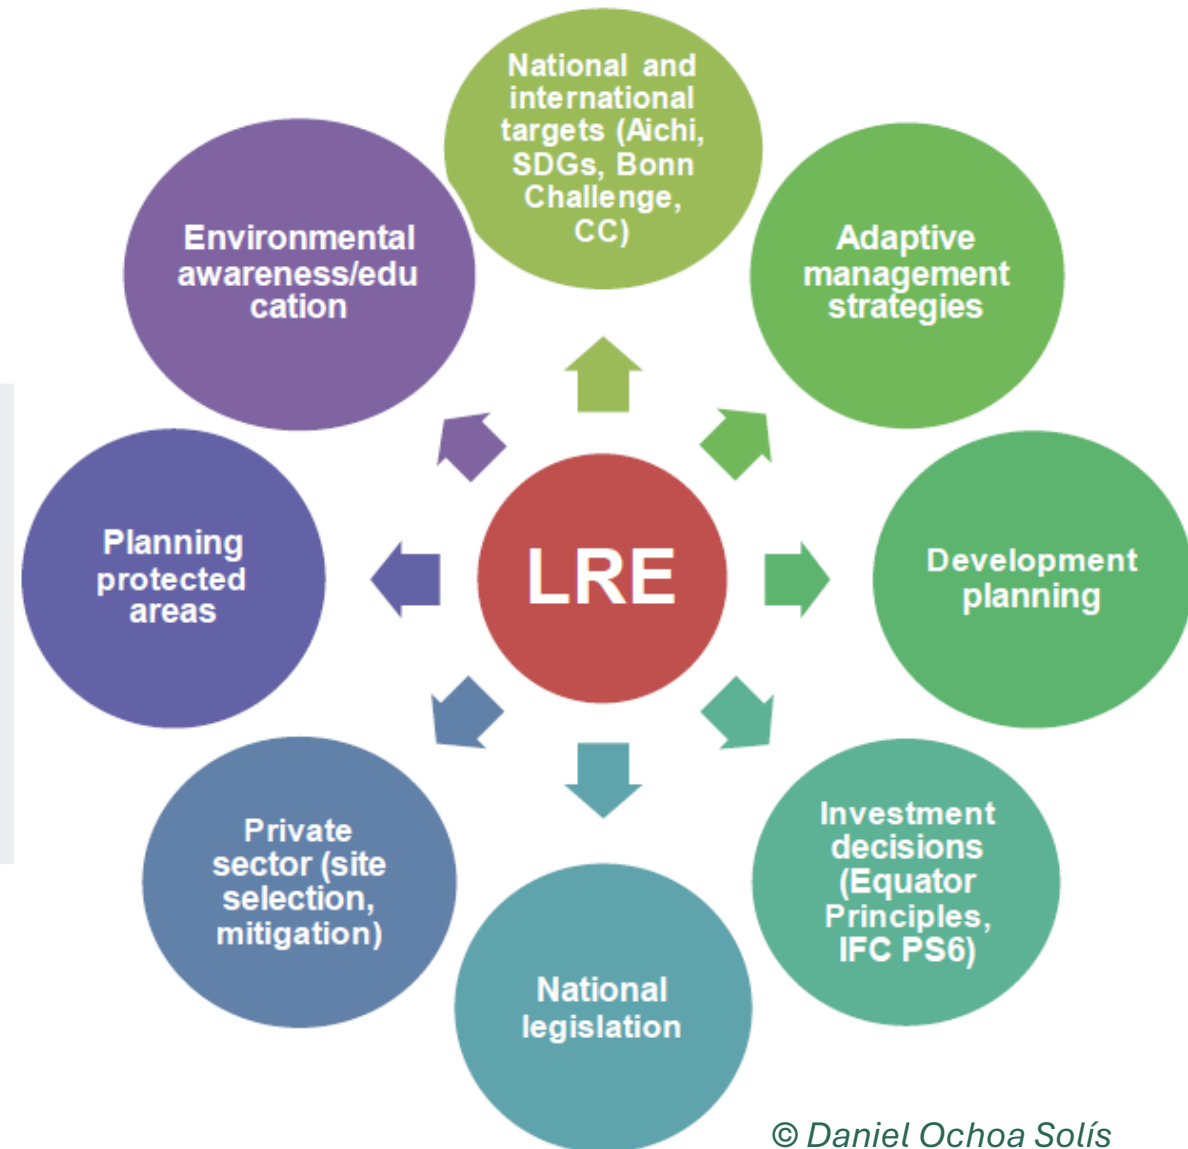 National and
international
targets (Aichi,
SDGs, Bonn
Challenge,
CC)
Adaptive
management
strategies
Development
planning
Investment
decisions
(Equator
Principles,
IFC PS6)
National
legislation
Private
sector (site
selection,
mitigation)
Planning
protected
areas
Environmental
awareness/edu
cation
LRE
© Daniel Ochoa Solís